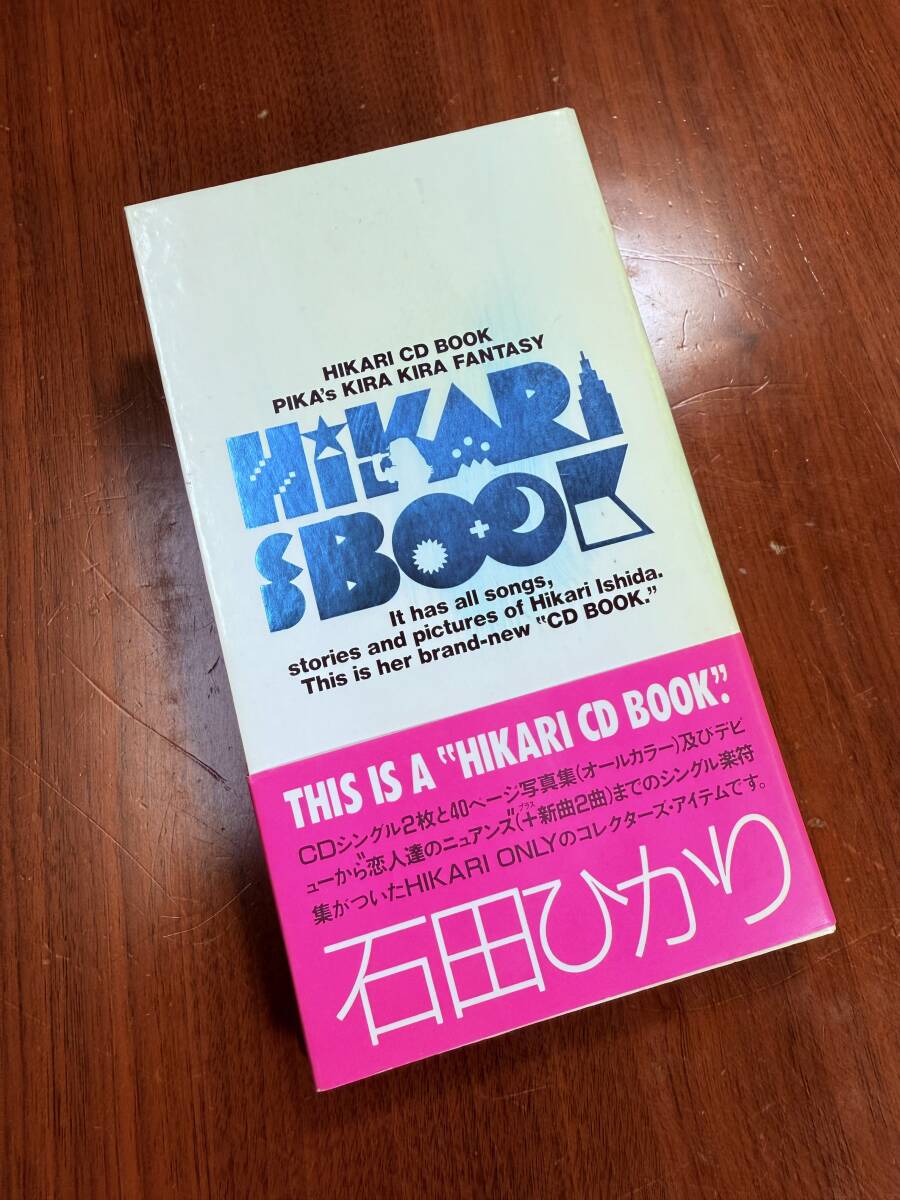 HIKARI CD BOOK
PIKA's KIRA KIRA FANTASY
HiKARI
'S BOOK
It has all songs,
stories and pictures of Hikari Ishida.
This is her brand-new “CD BOOK.”
THIS IS A “HIKARI CD BOOK”.
CDシングル2枚と40ページ写真集(オールカラー)及びデビ
ューから“恋人達のニュアンズ”(＋新曲2曲)までのシングル楽符
プラス
集がついたHIKARI ONLYのコレクターズ・アイテムです。
石田ひかり